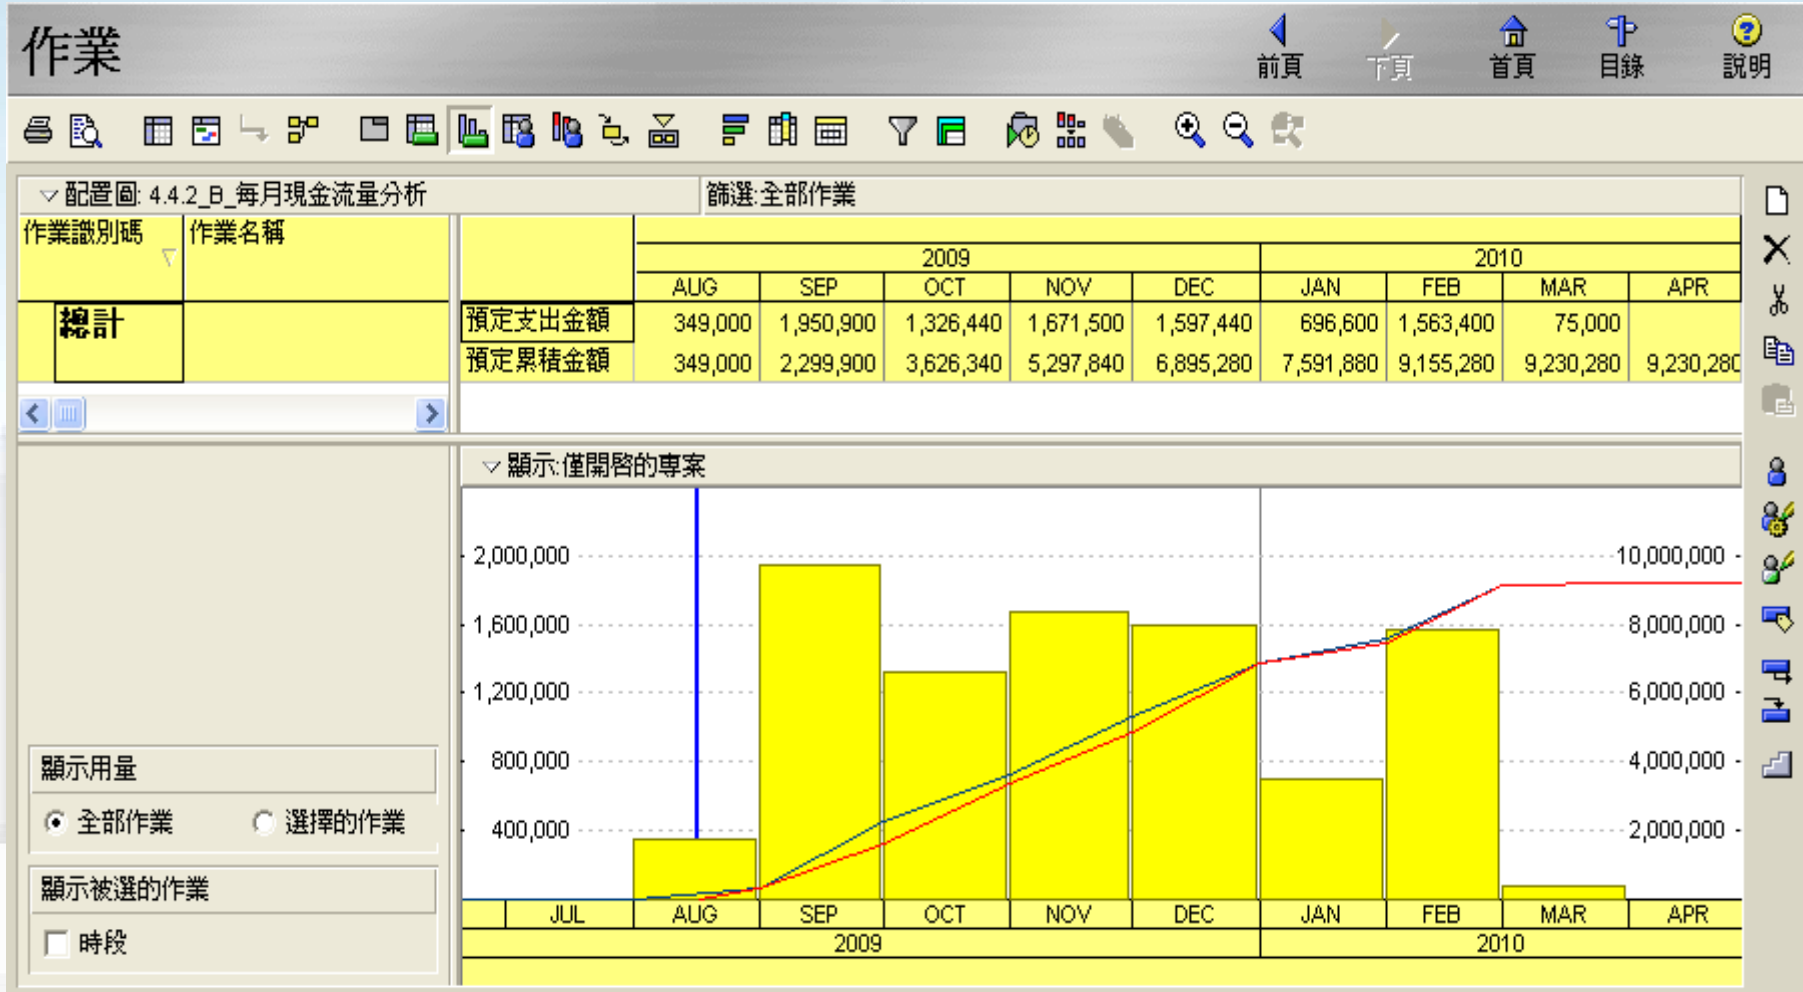 作業
前頁 下頁 首頁 目錄 說明
配置圖: 4.4.2_B_每月現金流量分析 篩選:全部作業
作業識別碼 作業名稱
2009 2010
AUG SEP OCT NOV DEC JAN FEB MAR APR
總計 預定支出金額 349,000 1,950,900 1,326,440 1,671,500 1,597,440 696,600 1,563,400 75,000
預定累積金額 349,000 2,299,900 3,626,340 5,297,840 6,895,280 7,591,880 9,155,280 9,230,280 9,230,280
顯示:僅開啓的專案
2,000,000 10,000,000
1,600,000 8,000,000
1,200,000 6,000,000
800,000 4,000,000
400,000 2,000,000
JUL AUG SEP OCT NOV DEC JAN FEB MAR APR
2009 2010
顯示用量
全部作業 選擇的作業
顯示被選的作業
時段